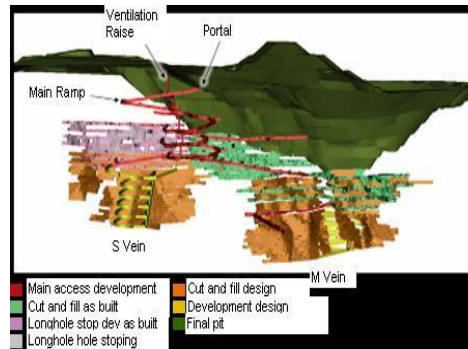 Ventilation
Raise
Portal
Main Ramp
S Vein
M Vein
Main access development
Cut and fill as built
Longhole stop dev as built
Longhole hole stoping
Cut and fill design
Development design
Final pit